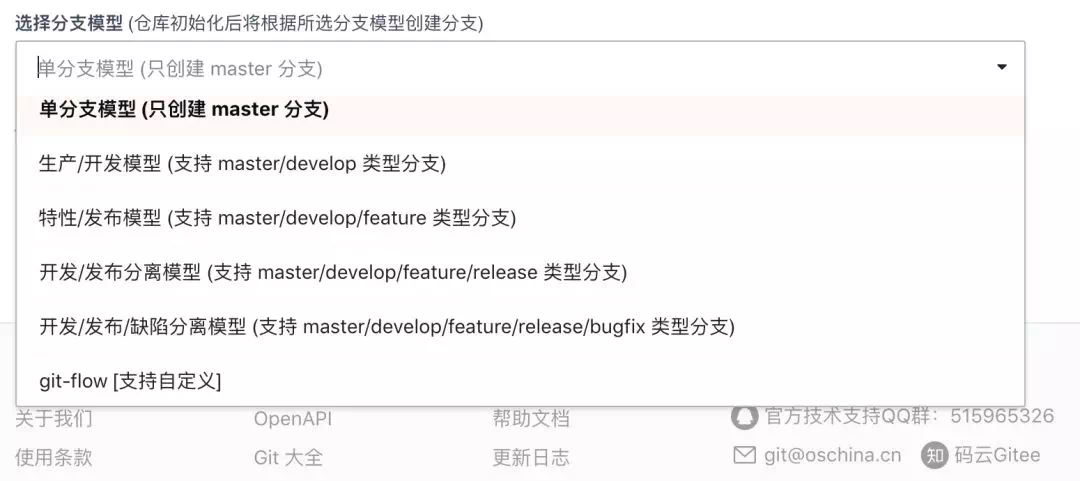 选择分支模型 (仓库初始化后将根据所选分支模型创建分支)
单分支模型 (只创建 master 分支)
单分支模型 (只创建 master 分支)
生产/开发模型 (支持 master/develop 类型分支)
特性/发布模型 (支持 master/develop/feature 类型分支)
开发/发布分离模型 (支持 master/develop/feature/release 类型分支)
开发/发布/缺陷分离模型 (支持 master/develop/feature/release/bugfix 类型分支)
git-flow [支持自定义]
关于我们 OpenAPI 帮助文档 官方技术支持QQ群：515965326
使用条款 Git 大全 更新日志 git@oschina.cn 知 码云Gitee